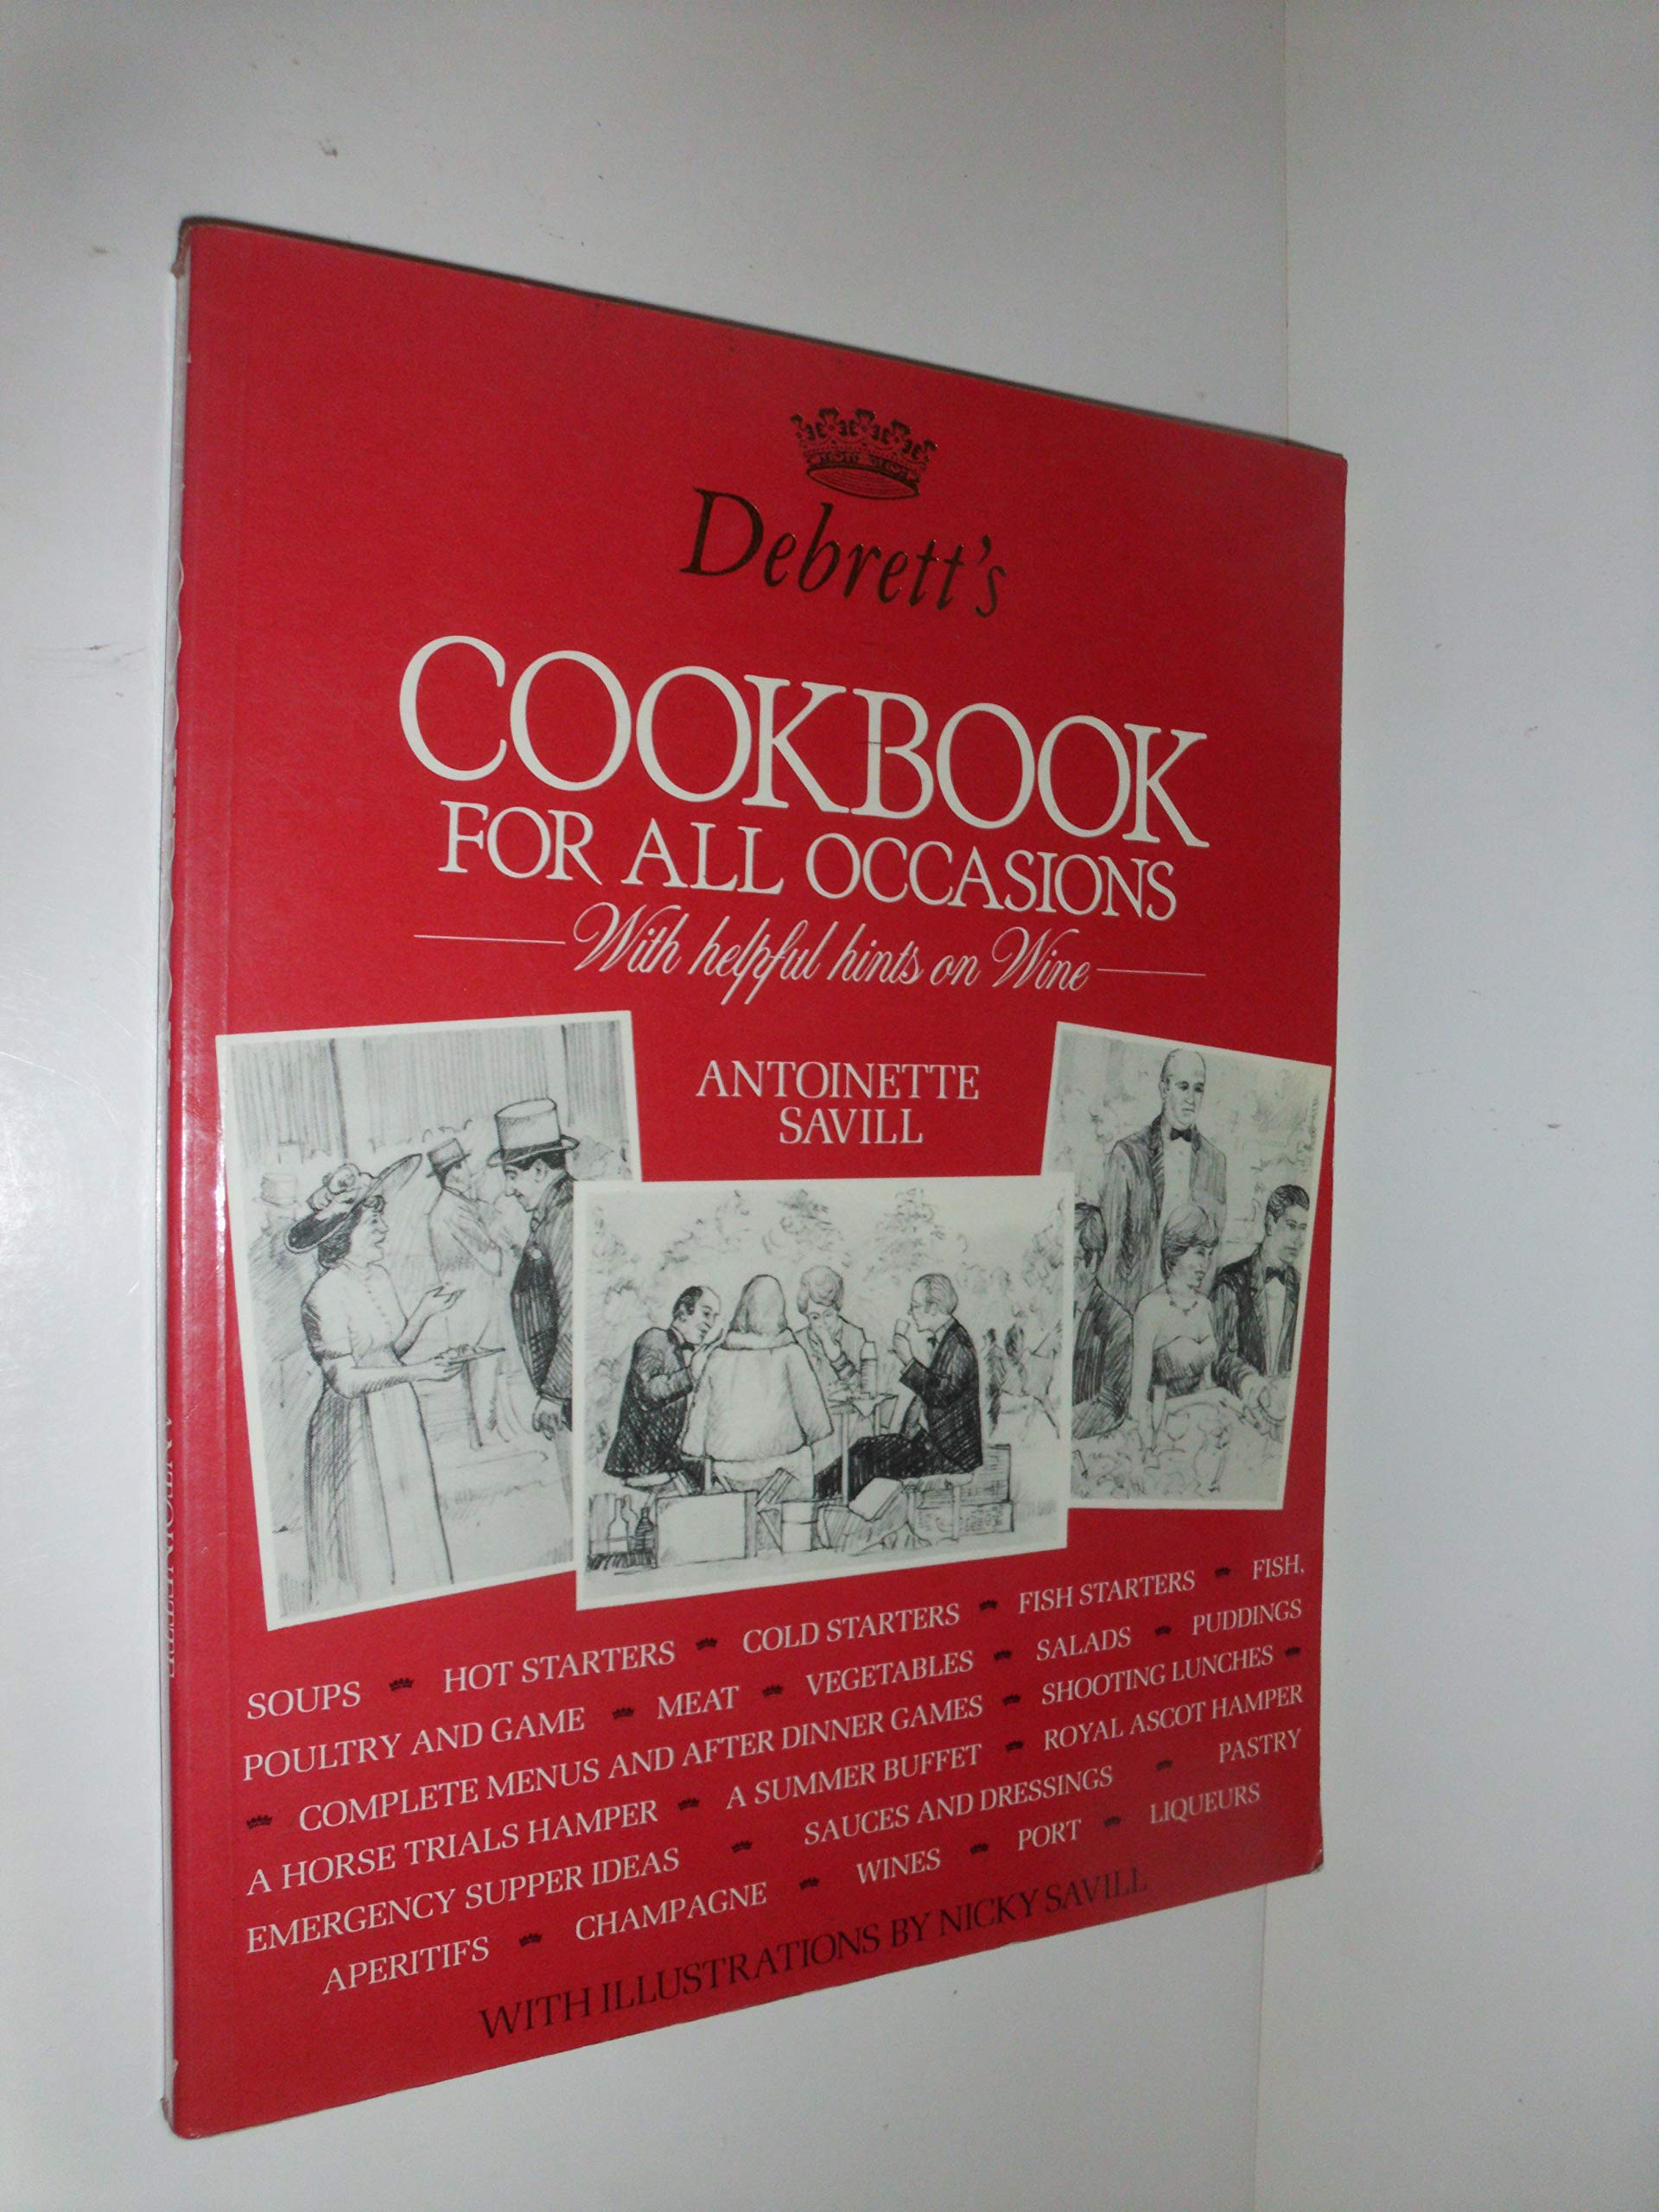 Debrett's
COOKBOOK
FOR ALL OCCASIONS
With helpful hints on Wine
ANTOINETTE
SAVILL
SOUPS HOT STARTERS COLD STARTERS FISH STARTERS FISH,
POULTRY AND GAME MEAT VEGETABLES SALADS PUDDINGS
COMPLETE MENUS AND AFTER DINNER GAMES SHOOTING LUNCHES
A HORSE TRIALS HAMPER A SUMMER BUFFET ROYAL ASCOT HAMPER
EMERGENCY SUPPER IDEAS SAUCES AND DRESSINGS PASTRY
APERITIFS CHAMPAGNE WINES PORT LIQUEURS
WITH ILLUSTRATIONS BY NICKY SAVILL